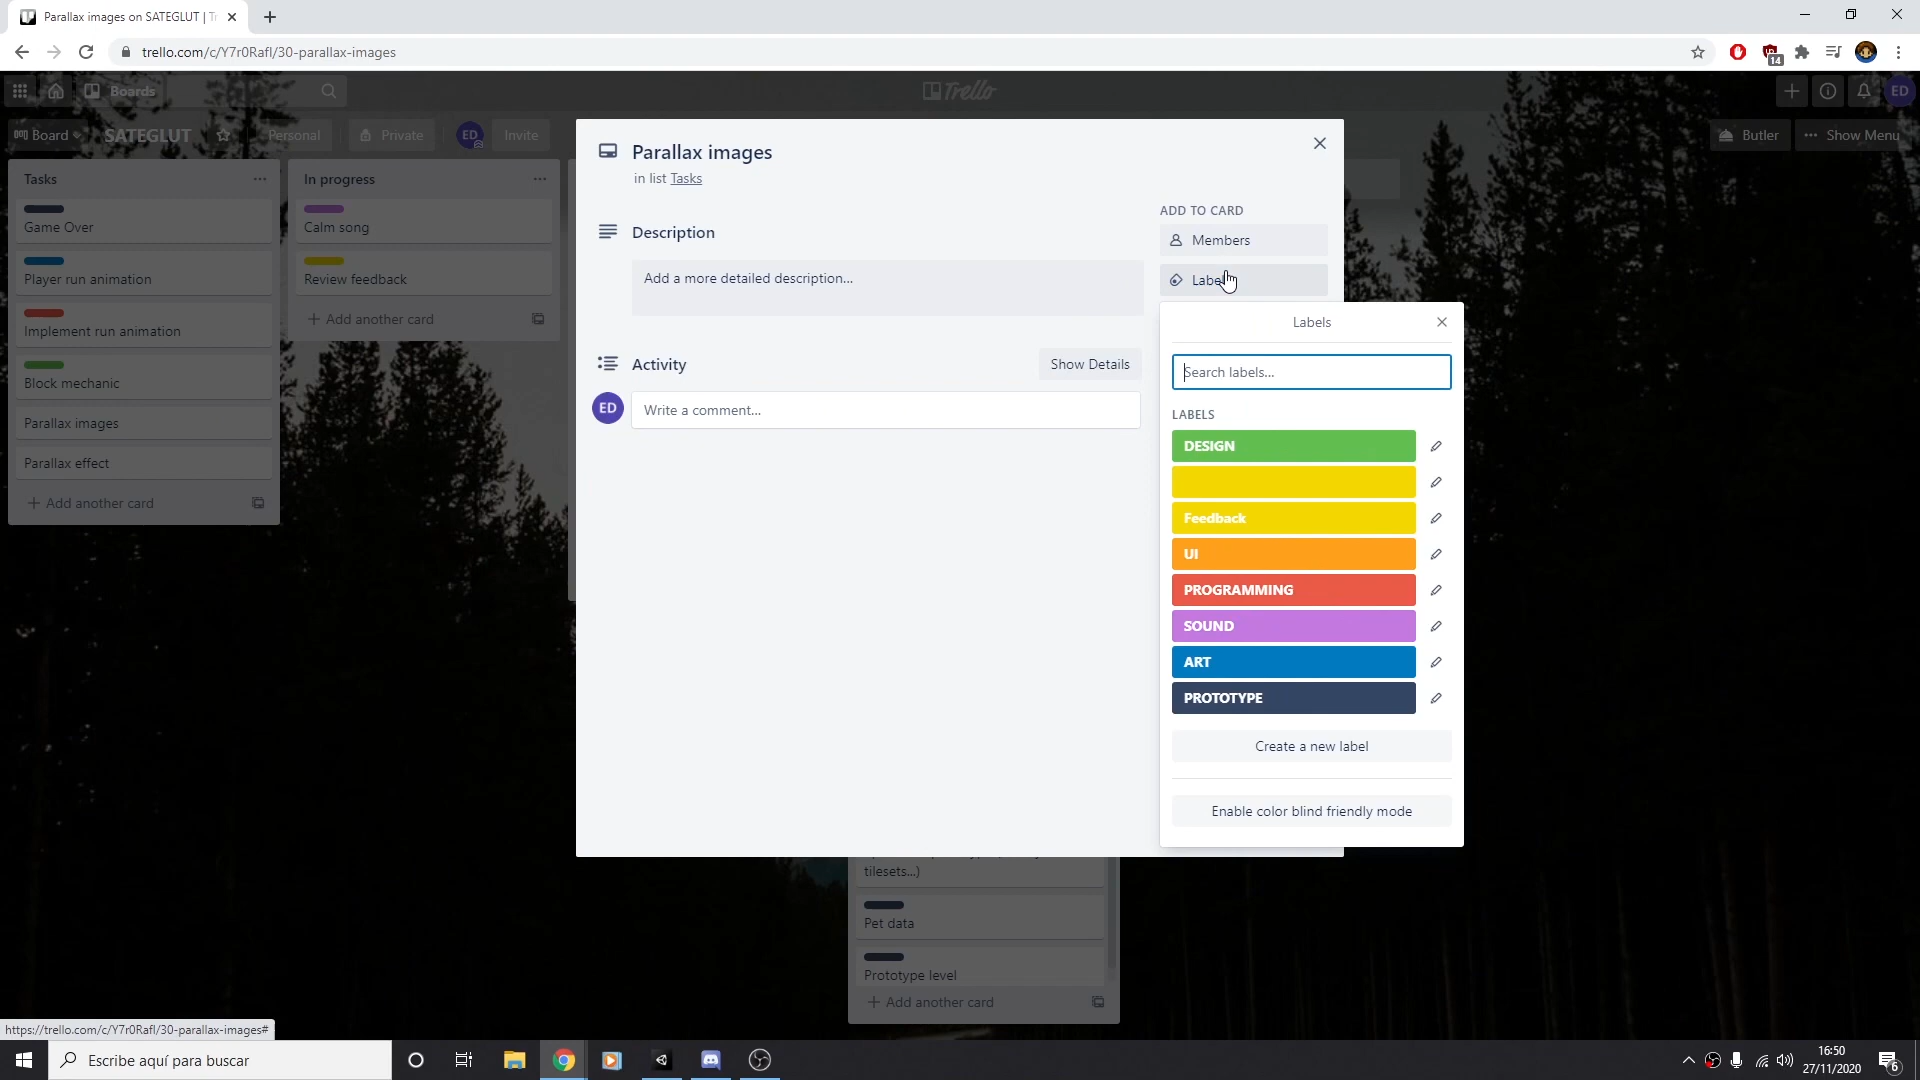 Parallax images on SATEGLUT | Tr
trello.com/c/Y7r0Rafl/30-parallax-images
14
Boards
Trello
ED
Board
SATEGLUT
Personal
Private
ED
Invite
Butler
Show Menu
Tasks
Game Over
Player run animation
Implement run animation
Block mechanic
Parallax images
Parallax effect
+ Add another card
In progress
Calm song
Review feedback
+ Add another card
Parallax images
in list Tasks
Description
Add a more detailed description...
Activity
Show Details
ED
Write a comment...
ADD TO CARD
Members
Labels
Labels
Search labels...
LABELS
DESIGN
Feedback
UI
PROGRAMMING
SOUND
ART
PROTOTYPE
Create a new label
Enable color blind friendly mode
tilesets...)
Pet data
Prototype level
+ Add another card
https://trello.com/c/Y7r0Rafl/30-parallax-images#
Escribe aquí para buscar
16:50
27/11/2020
6